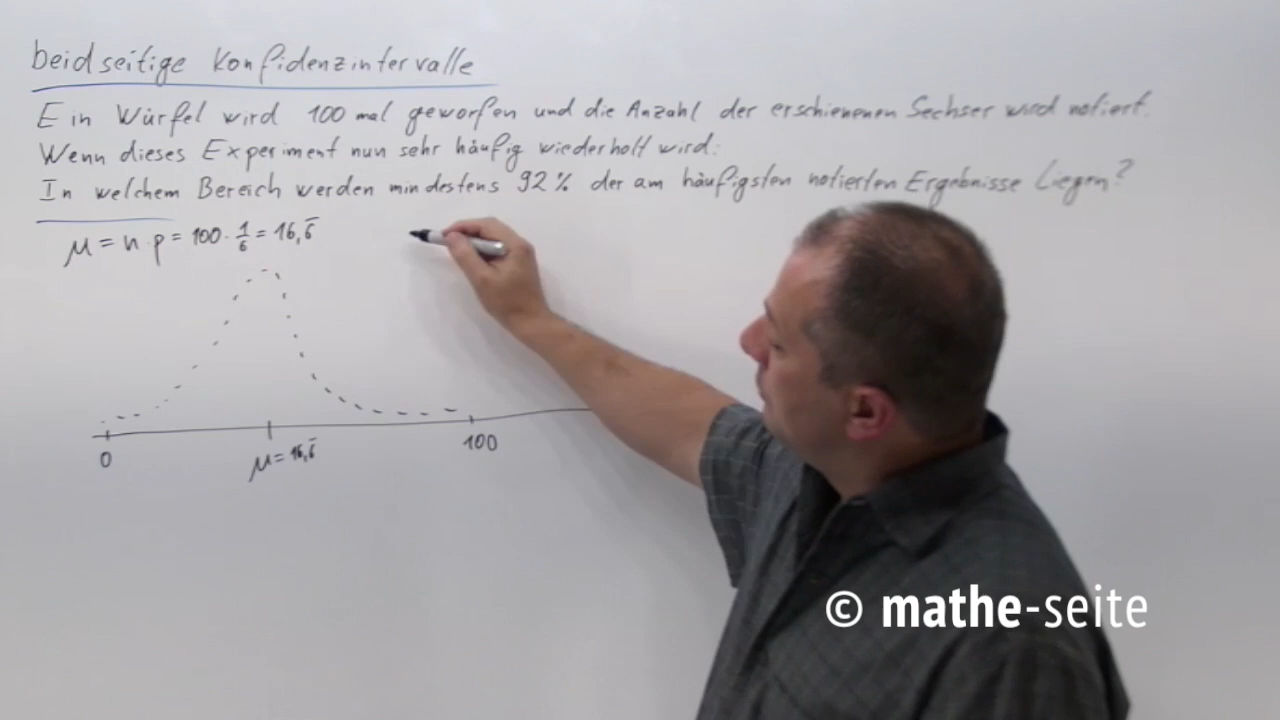 beidseitige Konfidenzintervalle
Ein Würfel wird 100 mal geworfen und die Anzahl der erschienenen Sechser wird notiert.
Wenn dieses Experiment nun sehr häufig wiederholt wird:
In welchem Bereich werden mindestens 92% der am häufigsten notierten Ergebnisse liegen?
μ = n·p = 100·1/6 = 16,6̅
0
μ = 16,6̅
100
© mathe-seite